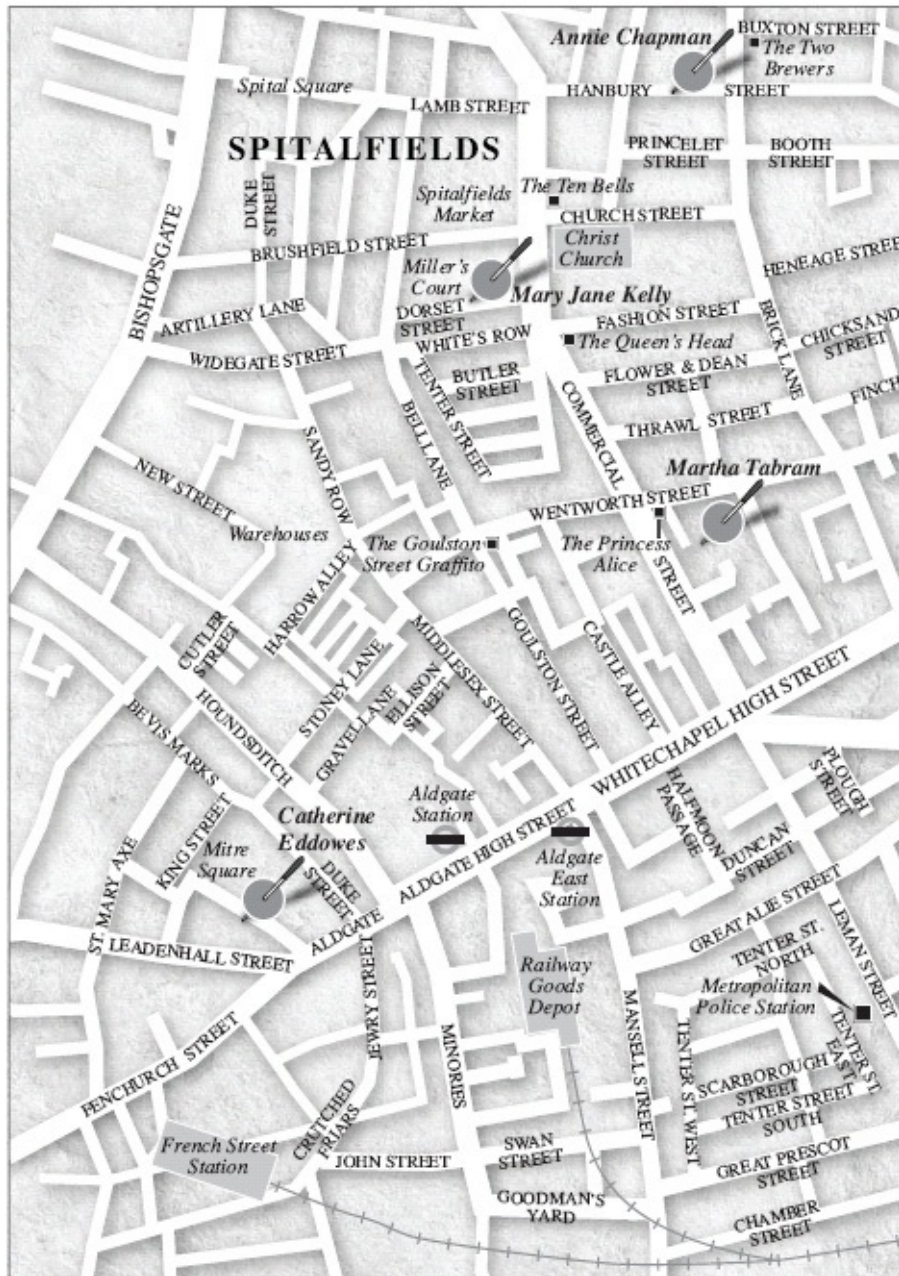 BUXTON STREET
Annie Chapman
The Two
Brewers
Spital Square
HANBURY
STREET
LAMB STREET
SPITALFIELDS
PRINCELET
STREET
BOOTH
STREET
DUKE
STREET
Spitalfields
Market
The Ten Bells
CHURCH STREET
BISHOPSGATE
BRUSHFIELD STREET
Christ
Church
HENEAGE STREET
Miller's
Court
Mary Jane Kelly
DORSET
STREET
ARTILLERY LANE
FASHION STREET
BRICK LANE
CHICKSAND
STREET
WHITE'S ROW
The Queen's Head
WIDEGATE STREET
BUTLER
STREET
FLOWER & DEAN
STREET
TENTER STREET
BELL LANE
COMMERCIAL
STREET
THRAWL STREET
FINCH
SANDY ROW
Martha Tabram
NEW STREET
WENTWORTH STREET
Warehouses
The Goulston
Street Graffito
The Princess
Alice
HARROW ALLEY
CUTLER
STREET
STONEY LANE
MIDDLESEX STREET
GOULSTON STREET
CASTLE ALLEY
GRAVEL LANE
ELLISON
STREET
BEVIS MARKS
HOUNDSDITCH
WHITECHAPEL HIGH STREET
PLOUGH
STREET
HALFMOON
PASSAGE
Aldgate
Station
Catherine
Eddowes
KING STREET
Mitre
Square
ALDGATE HIGH STREET
Aldgate
East
Station
DUNCAN
STREET
DUKE
STREET
ST. MARY AXE
ALDGATE
GREAT ALIE STREET
LEMAN STREET
LEADENHALL STREET
TENTER ST.
NORTH
Railway
Goods
Depot
Metropolitan
Police Station
JEWRY STREET
MINORIES
MANSELL STREET
TENTER ST. WEST
TENTER ST.
EAST
FENCHURCH STREET
SCARBOROUGH
STREET
TENTER STREET
SOUTH
CRUTCHED
FRIARS
French Street
Station
JOHN STREET
SWAN
STREET
GREAT PRESCOT
STREET
GOODMAN'S
YARD
CHAMBER
STREET